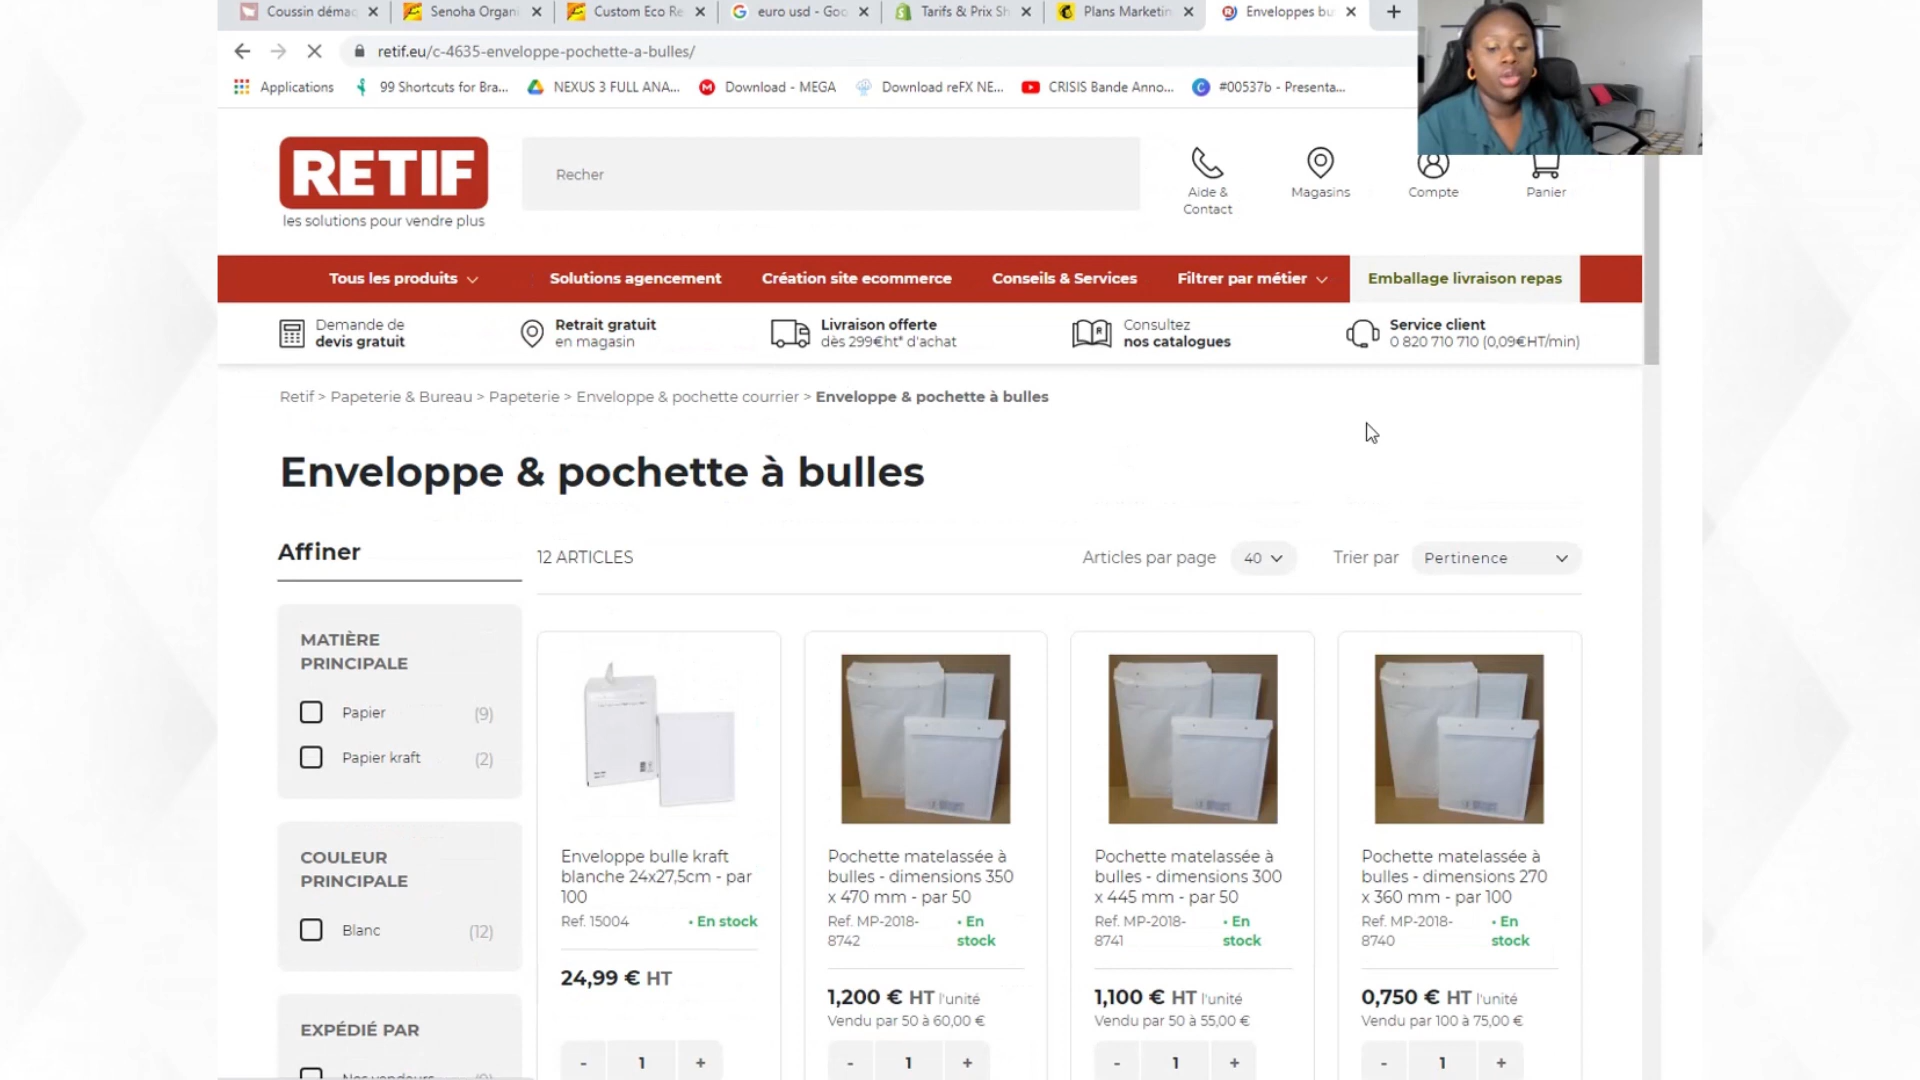 Coussin démaq
Senoha Organi
Custom Eco Re
euro usd - Goo
Tarifs & Prix Sh
Plans Marketin
Enveloppes bu
retif.eu/c-4635-enveloppe-pochette-a-bulles/
Applications
99 Shortcuts for Bra...
NEXUS 3 FULL ANA...
Download - MEGA
Download reFX NE...
CRISIS Bande Anno...
#00537b - Presenta...
RETIF
les solutions pour vendre plus
Recher
Aide &
Contact
Magasins
Compte
Panier
Tous les produits
Solutions agencement
Création site ecommerce
Conseils & Services
Filtrer par métier
Emballage livraison repas
Demande de
devis gratuit
Retrait gratuit
en magasin
Livraison offerte
dès 299€ht* d'achat
Consultez
nos catalogues
Service client
0 820 710 710 (0,09€HT/min)
Retif > Papeterie & Bureau > Papeterie > Enveloppe & pochette courrier > Enveloppe & pochette à bulles
Enveloppe & pochette à bulles
Affiner
12 ARTICLES
Articles par page
40
Trier par
Pertinence
MATIÈRE
PRINCIPALE
Papier (9)
Papier kraft (2)
COULEUR
PRINCIPALE
Blanc (12)
EXPÉDIÉ PAR
Nos vendeurs (9)
Enveloppe bulle kraft
blanche 24x27,5cm - par
100
Ref. 15004
• En stock
24,99 € HT
- 1 +
Pochette matelassée à
bulles - dimensions 350
x 470 mm - par 50
Ref. MP-2018-
8742
• En
stock
1,200 € HT l'unité
Vendu par 50 à 60,00 €
- 1 +
Pochette matelassée à
bulles - dimensions 300
x 445 mm - par 50
Ref. MP-2018-
8741
• En
stock
1,100 € HT l'unité
Vendu par 50 à 55,00 €
- 1 +
Pochette matelassée à
bulles - dimensions 270
x 360 mm - par 100
Ref. MP-2018-
8740
• En
stock
0,750 € HT l'unité
Vendu par 100 à 75,00 €
- 1 +